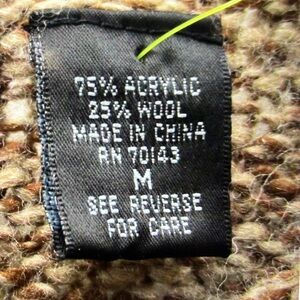 75% ACRYLIC
25% WOOL
MADE IN CHINA
RN 70143
M
SEE REVERSE
FOR CARE